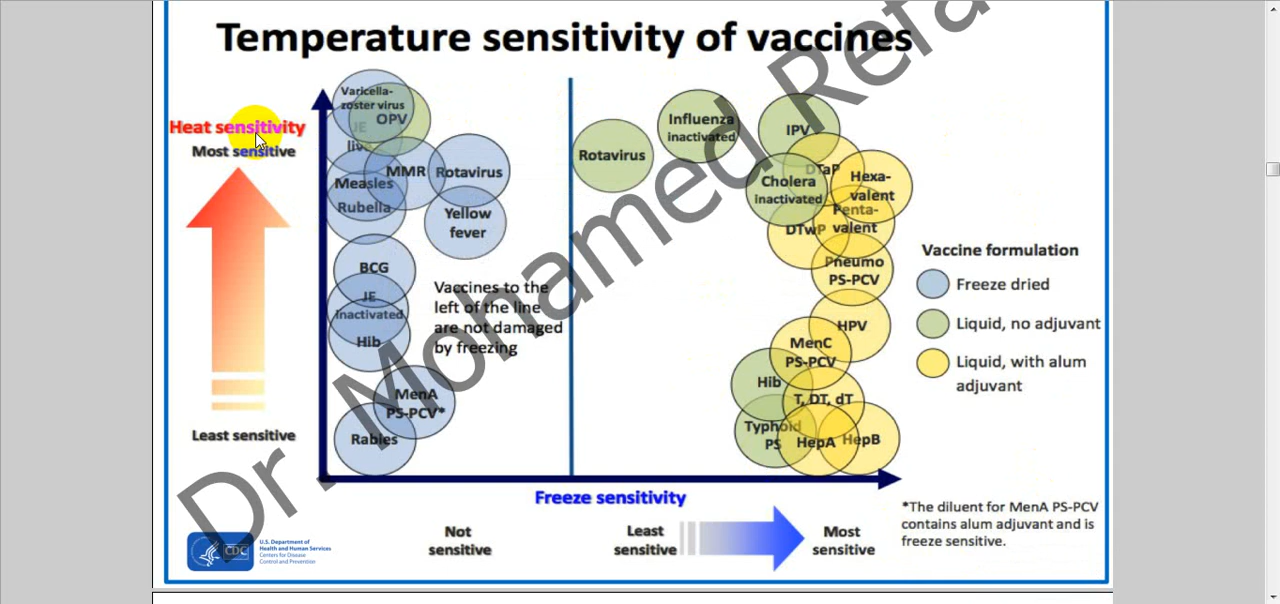 Temperature sensitivity of vaccines
Heat sensitivity
Most sensitive
Least sensitive
Varicella-
zoster virus
OPV
JE
live
MMR
Rotavirus
Measles
Rubella
Yellow
fever
BCG
JE
inactivated
Hib
MenA
PS-PCV*
Rabies
Vaccines to the
left of the line
are not damaged
by freezing
Rotavirus
Influenza
inactivated
IPV
DTaP
Cholera
inactivated
Hexa-
valent
Penta-
valent
DTwP
Pneumo
PS-PCV
HPV
MenC
PS-PCV
Hib
T, DT, dT
Typhoid
PS
HepA
HepB
Vaccine formulation
Freeze dried
Liquid, no adjuvant
Liquid, with alum
adjuvant
Freeze sensitivity
Not
sensitive
Least
sensitive
Most
sensitive
*The diluent for MenA PS-PCV
contains alum adjuvant and is
freeze sensitive.
CDC
U.S. Department of
Health and Human Services
Centers for Disease
Control and Prevention
Dr. Mohamed Refa